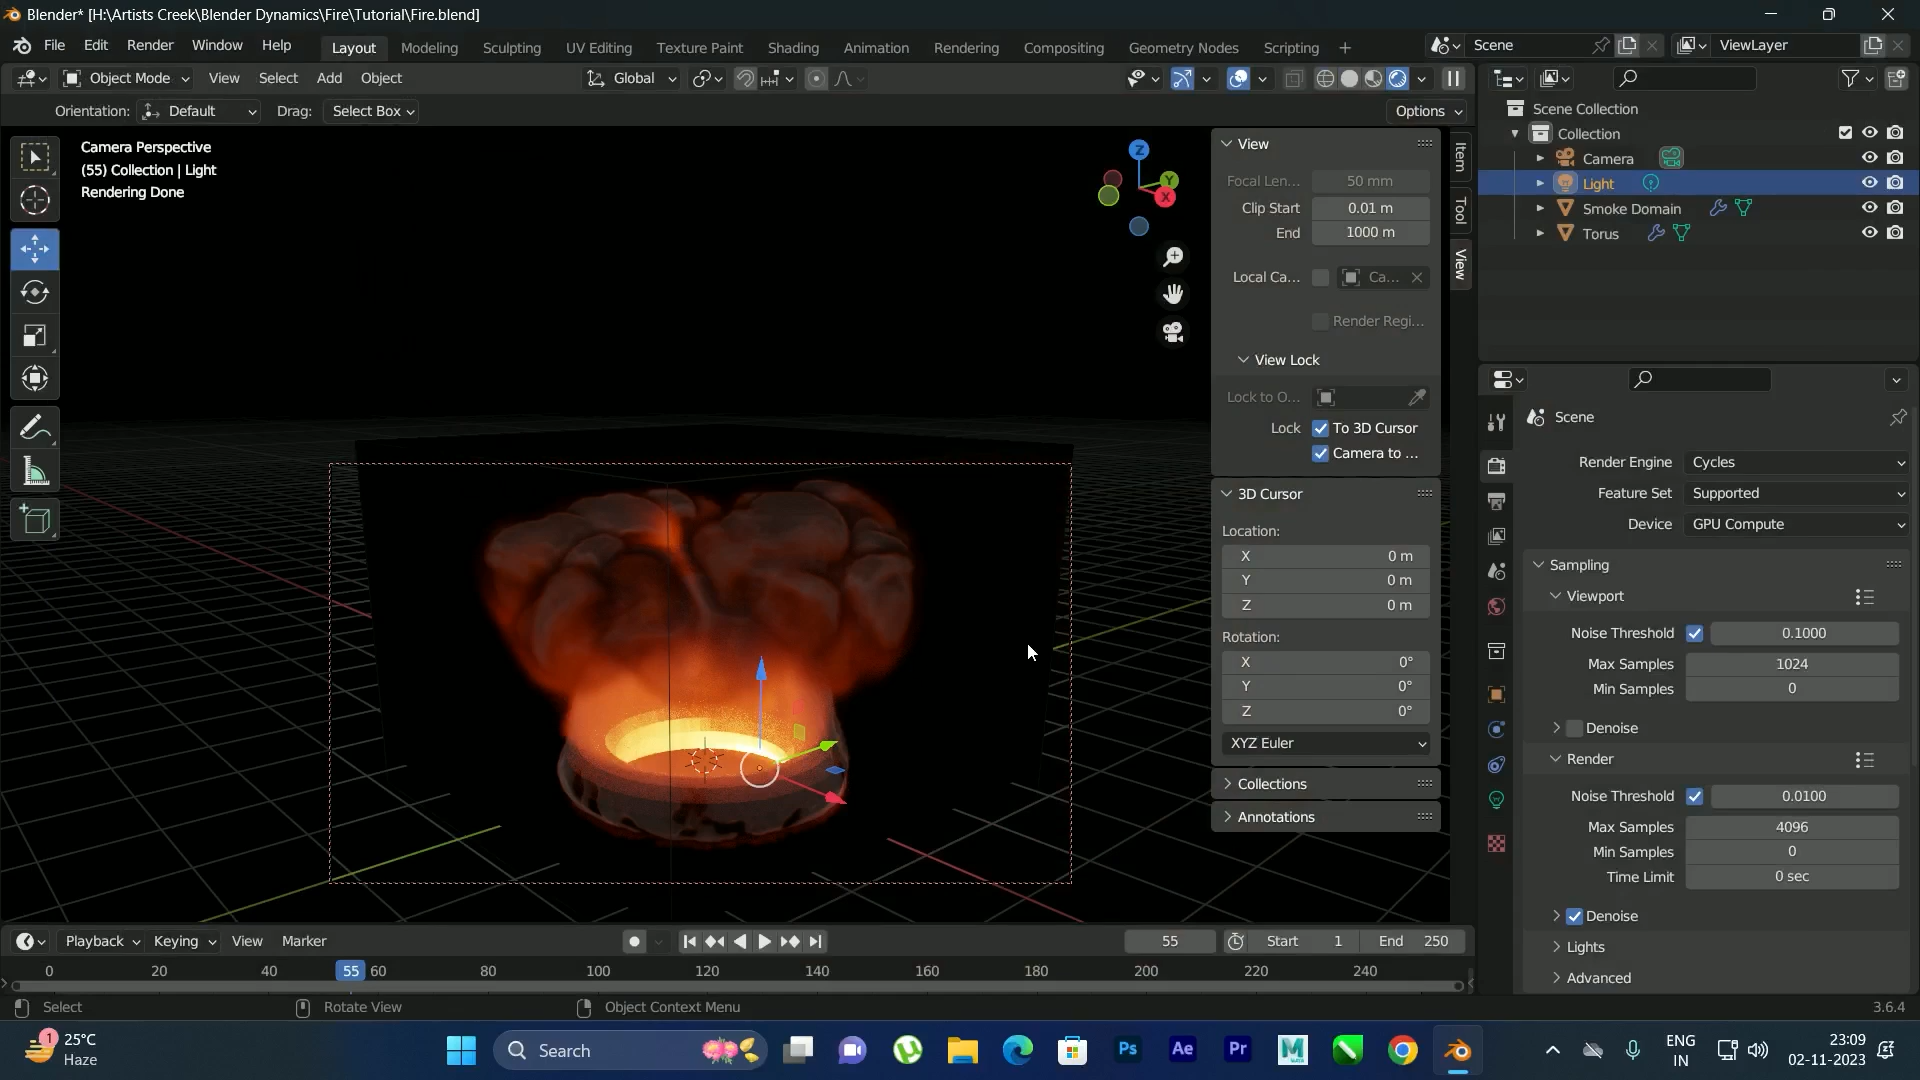 Blender* [H:\Artists Creek\Blender Dynamics\Fire\Tutorial\Fire.blend]
File Edit Render Window Help
Layout Modeling Sculpting UV Editing Texture Paint Shading Animation Rendering Compositing Geometry Nodes Scripting +
Scene
ViewLayer
Object Mode View Select Add Object
Global
Orientation: Default Drag: Select Box
Options
Camera Perspective
(55) Collection | Light
Rendering Done
Z
Y
X
View
Focal Len... 50 mm
Clip Start 0.01 m
End 1000 m
Local Ca... Ca...
Render Regi...
View Lock
Lock to O...
Lock To 3D Cursor
Camera to ...
3D Cursor
Location:
X 0 m
Y 0 m
Z 0 m
Rotation:
X 0°
Y 0°
Z 0°
XYZ Euler
Collections
Annotations
Item
Tool
View
Scene Collection
Collection
Camera
Light
Smoke Domain
Torus
Scene
Render Engine Cycles
Feature Set Supported
Device GPU Compute
Sampling
Viewport
Noise Threshold 0.1000
Max Samples 1024
Min Samples 0
Denoise
Render
Noise Threshold 0.0100
Max Samples 4096
Min Samples 0
Time Limit 0 sec
Denoise
Lights
Advanced
Playback Keying View Marker
55 Start 1 End 250
0 20 40 55 60 80 100 120 140 160 180 200 220 240
Select Rotate View Object Context Menu 3.6.4
1
25°C
Haze
Search
Ps Ae Pr M
ENG
IN
23:09
02-11-2023